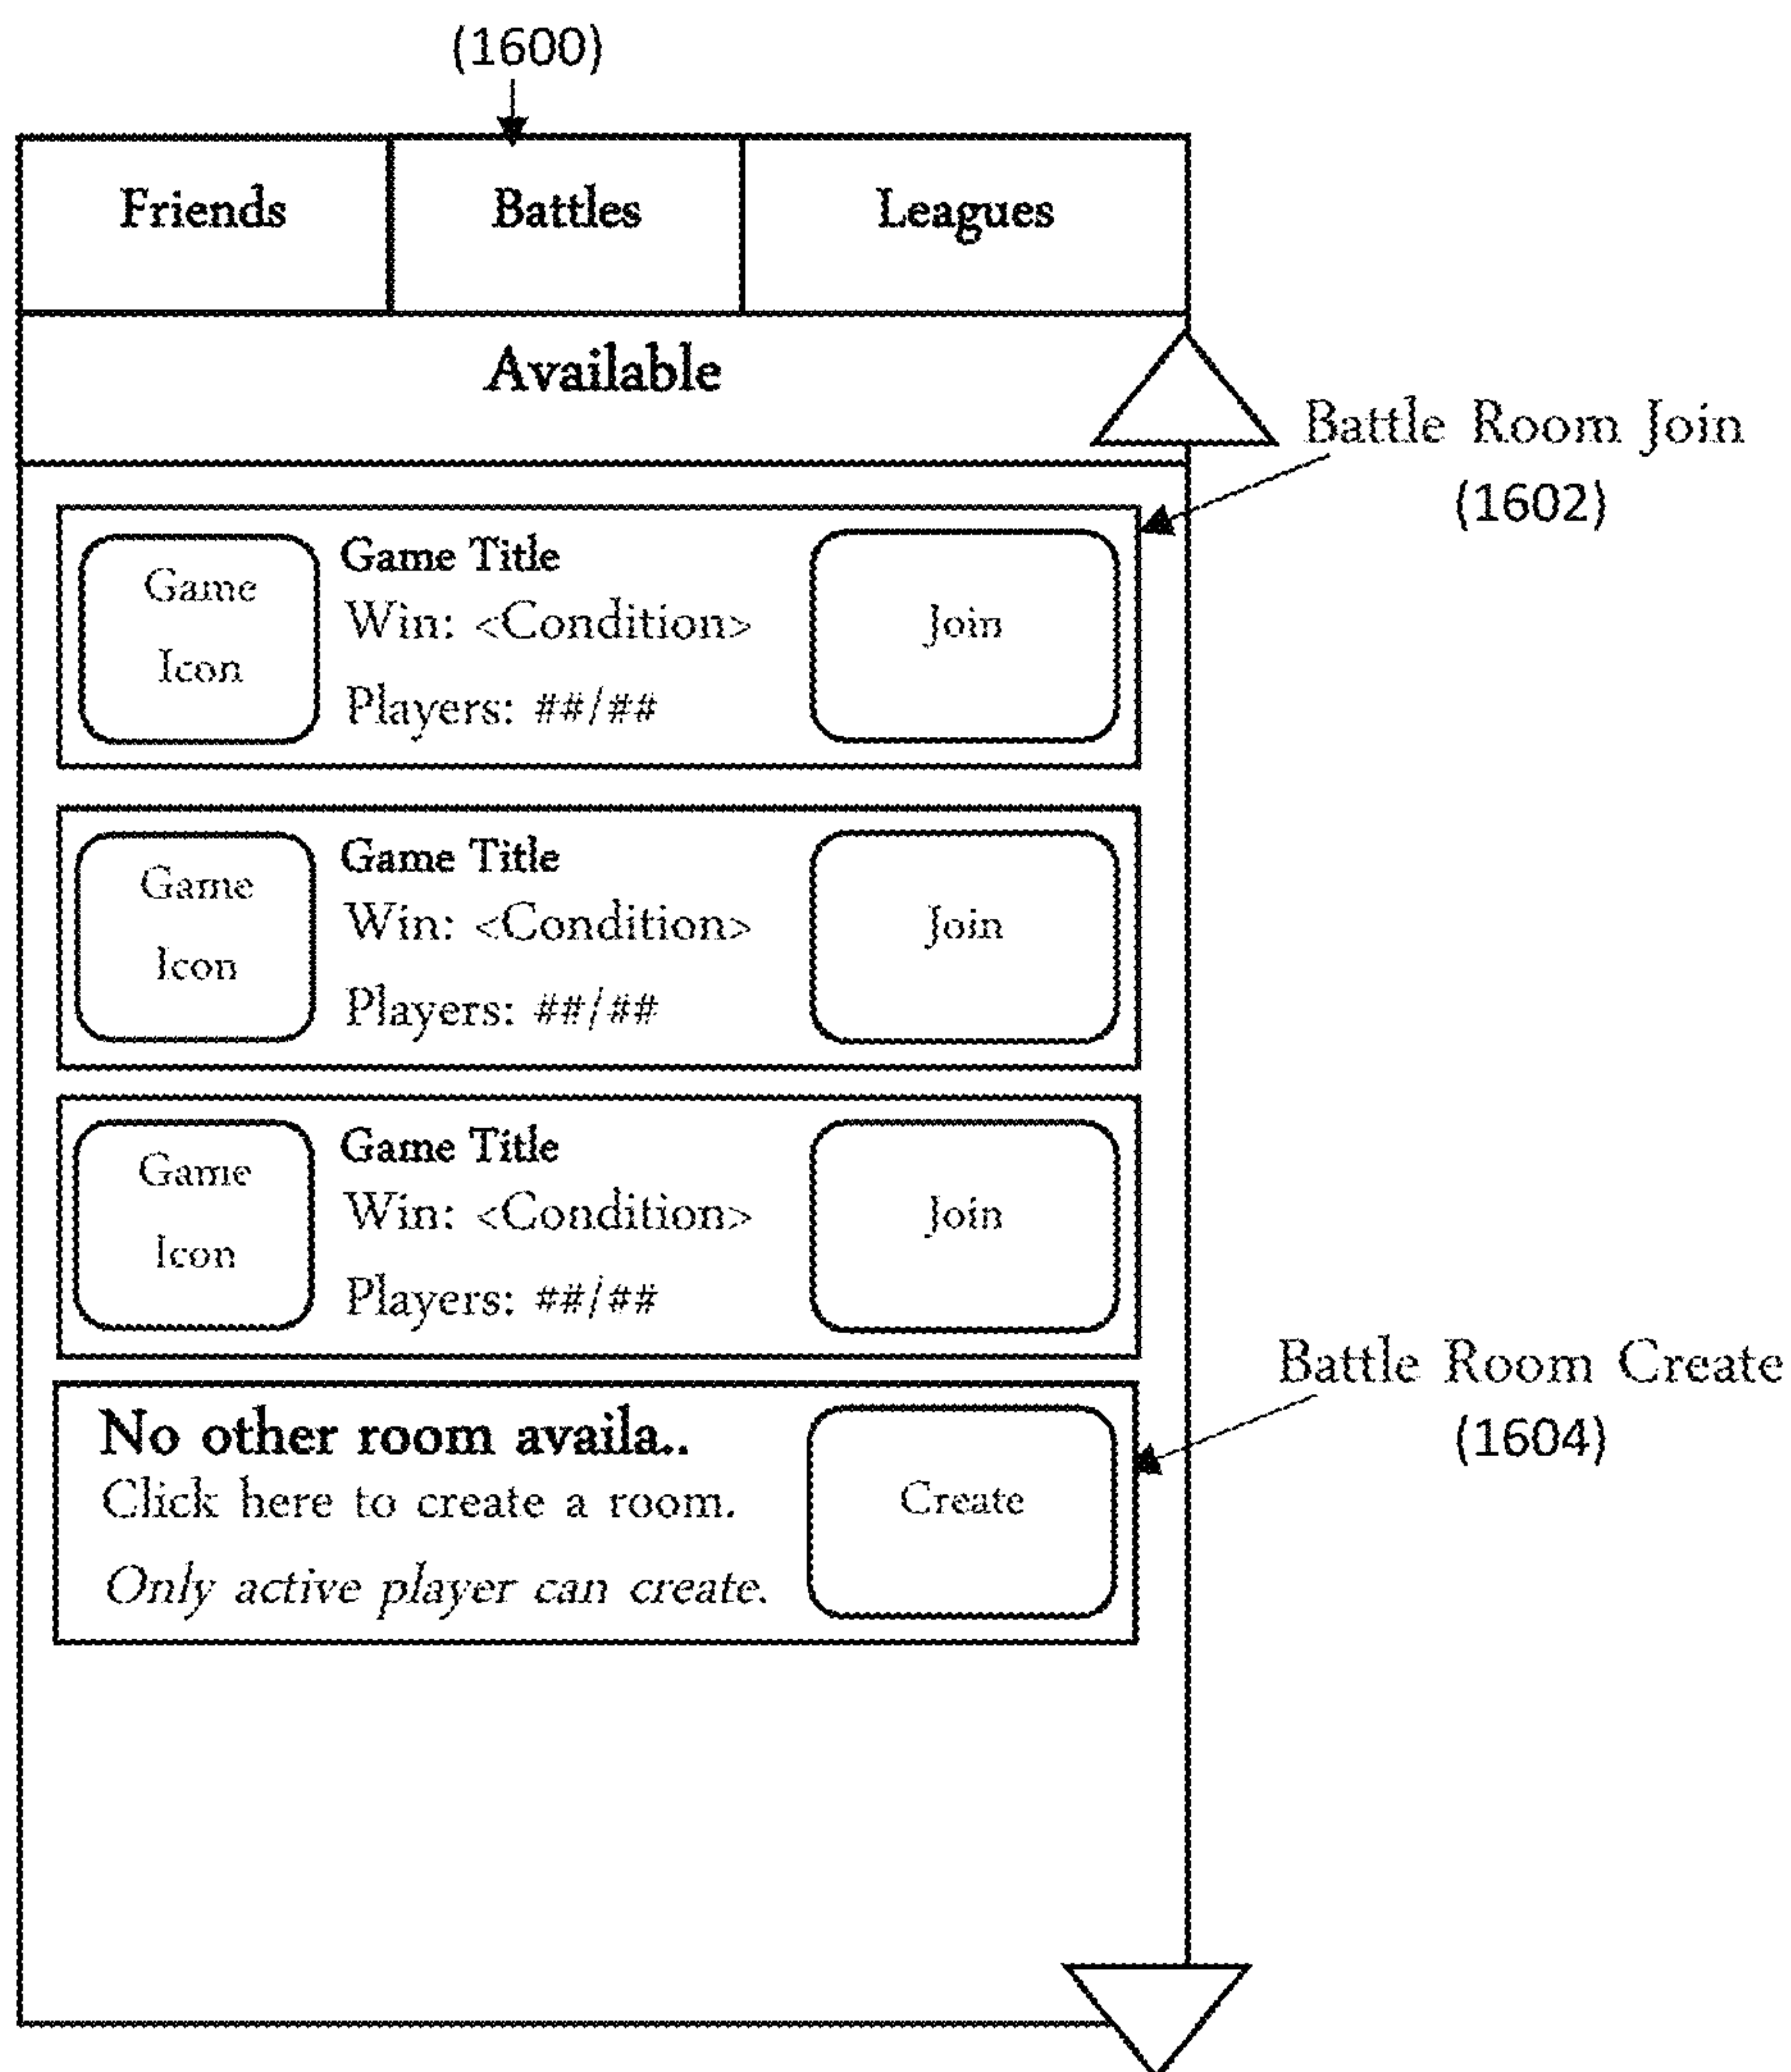 (1600)
Friends Battles Leagues
Available
Battle Room Join
(1602)
Game Icon
Game Title
Win: <Condition>
Players: ##/##
Join
Game Icon
Game Title
Win: <Condition>
Players: ##/##
Join
Game Icon
Game Title
Win: <Condition>
Players: ##/##
Join
Battle Room Create
(1604)
No other room availa..
Click here to create a room.
Only active player can create.
Create